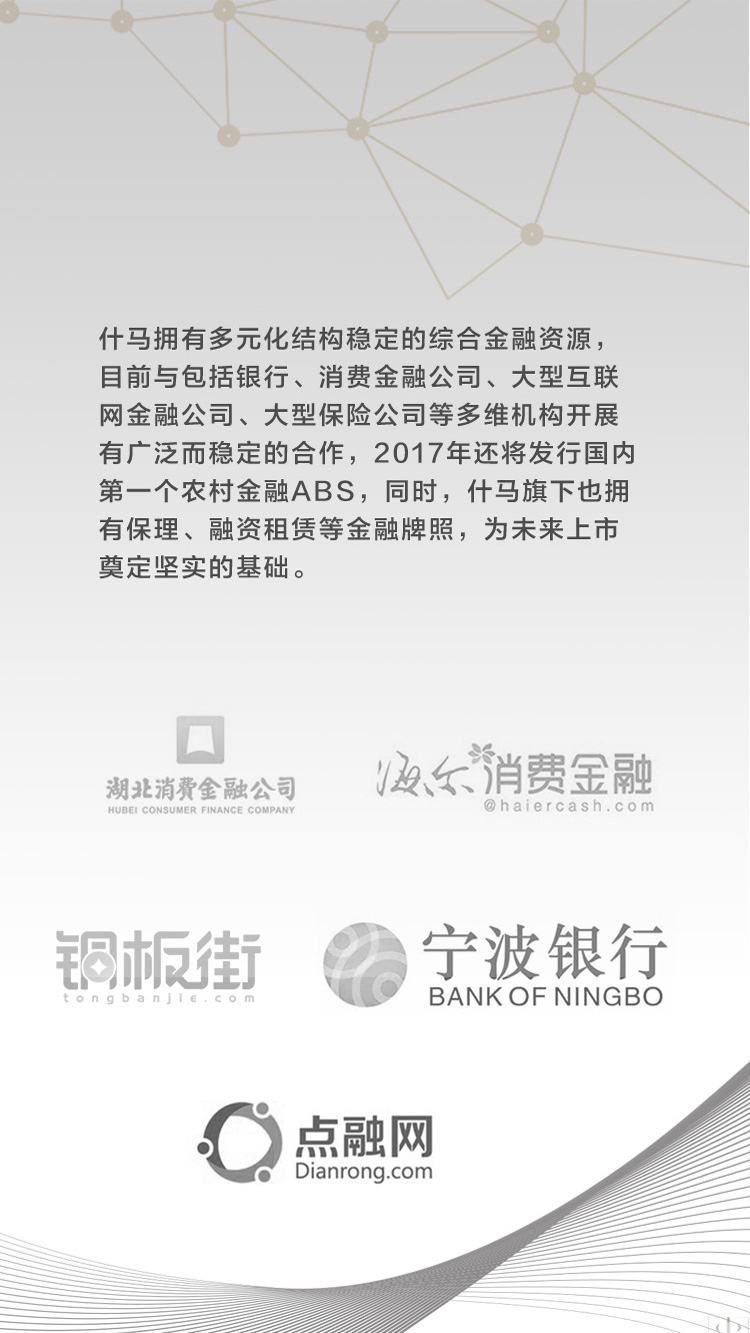 什马拥有多元化结构稳定的综合金融资源，
目前与包括银行、消费金融公司、大型互联
网金融公司、大型保险公司等多维机构开展
有广泛而稳定的合作，2017年还将发行国内
第一个农村金融ABS，同时，什马旗下也拥
有保理、融资租赁等金融牌照，为未来上市
奠定坚实的基础。
湖北消费金融公司
HUBEI CONSUMER FINANCE COMPANY
海尔消费金融
@haiercash.com
铜板街
tongbanjie.com
宁波银行
BANK OF NINGBO
点融网
Dianrong.com